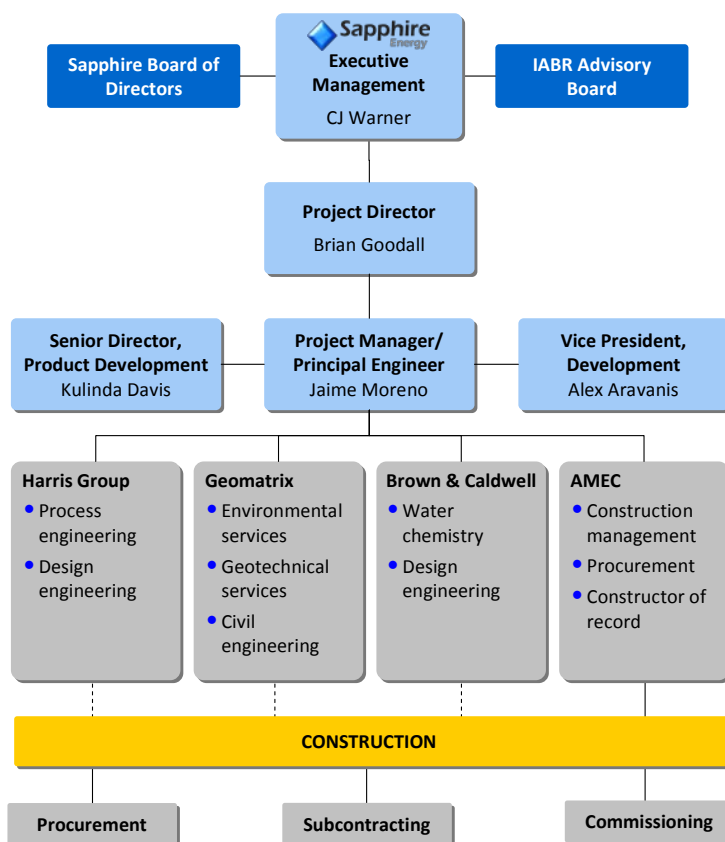 Sapphire
Energy
Executive
Management
CJ Warner
Sapphire Board of
Directors
IABR Advisory
Board
Project Director
Brian Goodall
Senior Director,
Product Development
Kulinda Davis
Project Manager/
Principal Engineer
Jaime Moreno
Vice President,
Development
Alex Aravanis
Harris Group
• Process
engineering
• Design
engineering
Geomatrix
• Environmental
services
• Geotechnical
services
• Civil
engineering
Brown & Caldwell
• Water
chemistry
• Design
engineering
AMEC
• Construction
management
• Procurement
• Constructor of
record
CONSTRUCTION
Procurement
Subcontracting
Commissioning